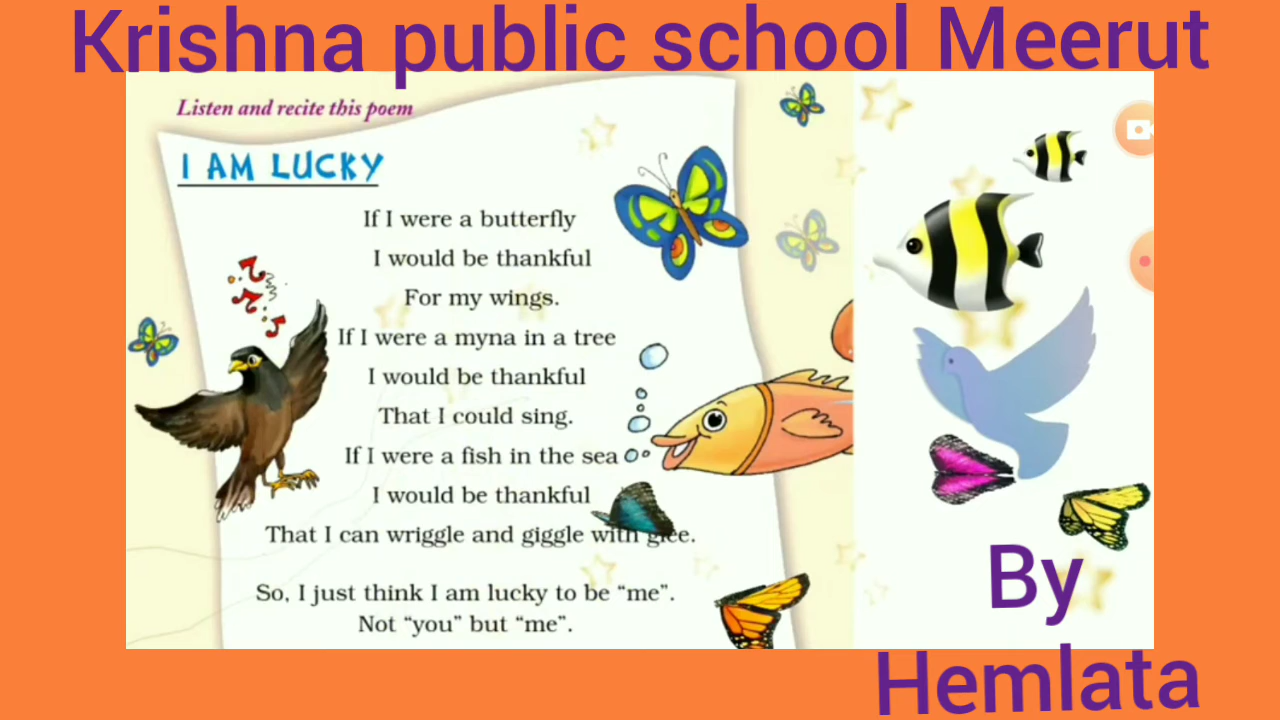 Krishna public school Meerut
Listen and recite this poem
I AM LUCKY
If I were a butterfly
I would be thankful
For my wings.
If I were a myna in a tree
I would be thankful
That I could sing.
If I were a fish in the sea
I would be thankful
That I can wriggle and giggle with glee.
So, I just think I am lucky to be “me”.
Not “you” but “me”.
By
Hemlata